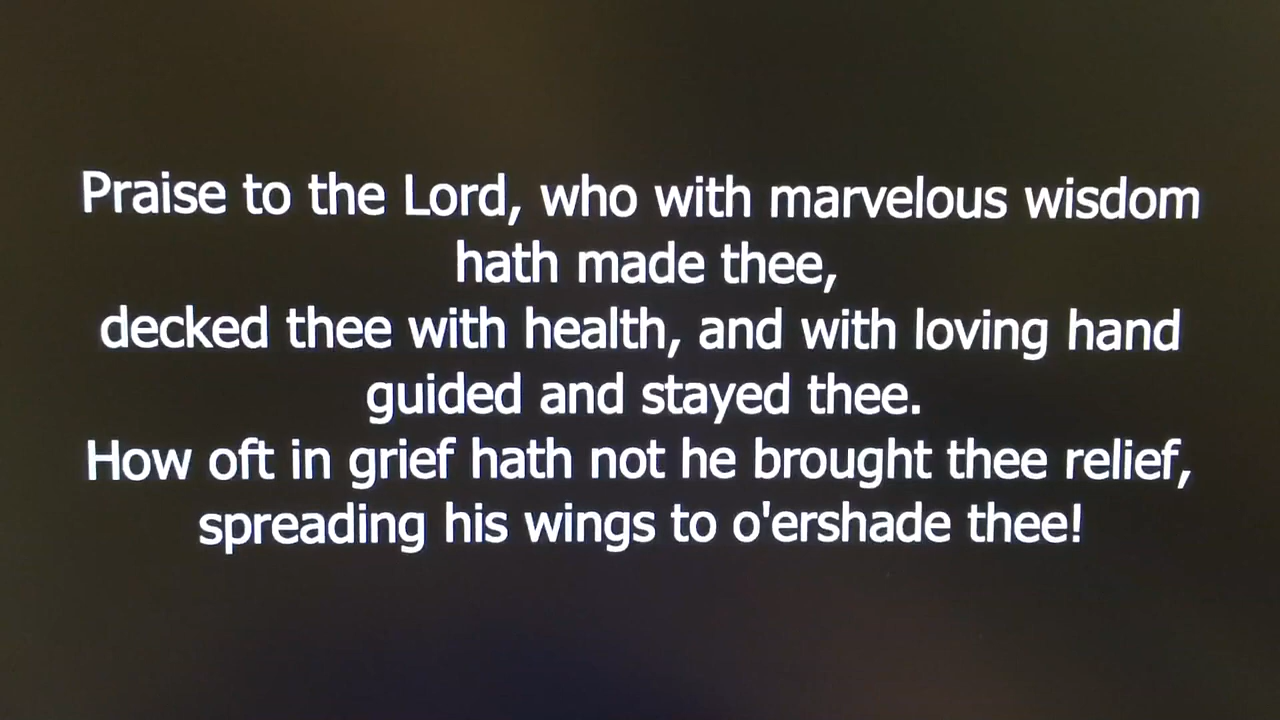 Praise to the Lord, who with marvelous wisdom
hath made thee,
decked thee with health, and with loving hand
guided and stayed thee.
How oft in grief hath not he brought thee relief,
spreading his wings to o'ershade thee!